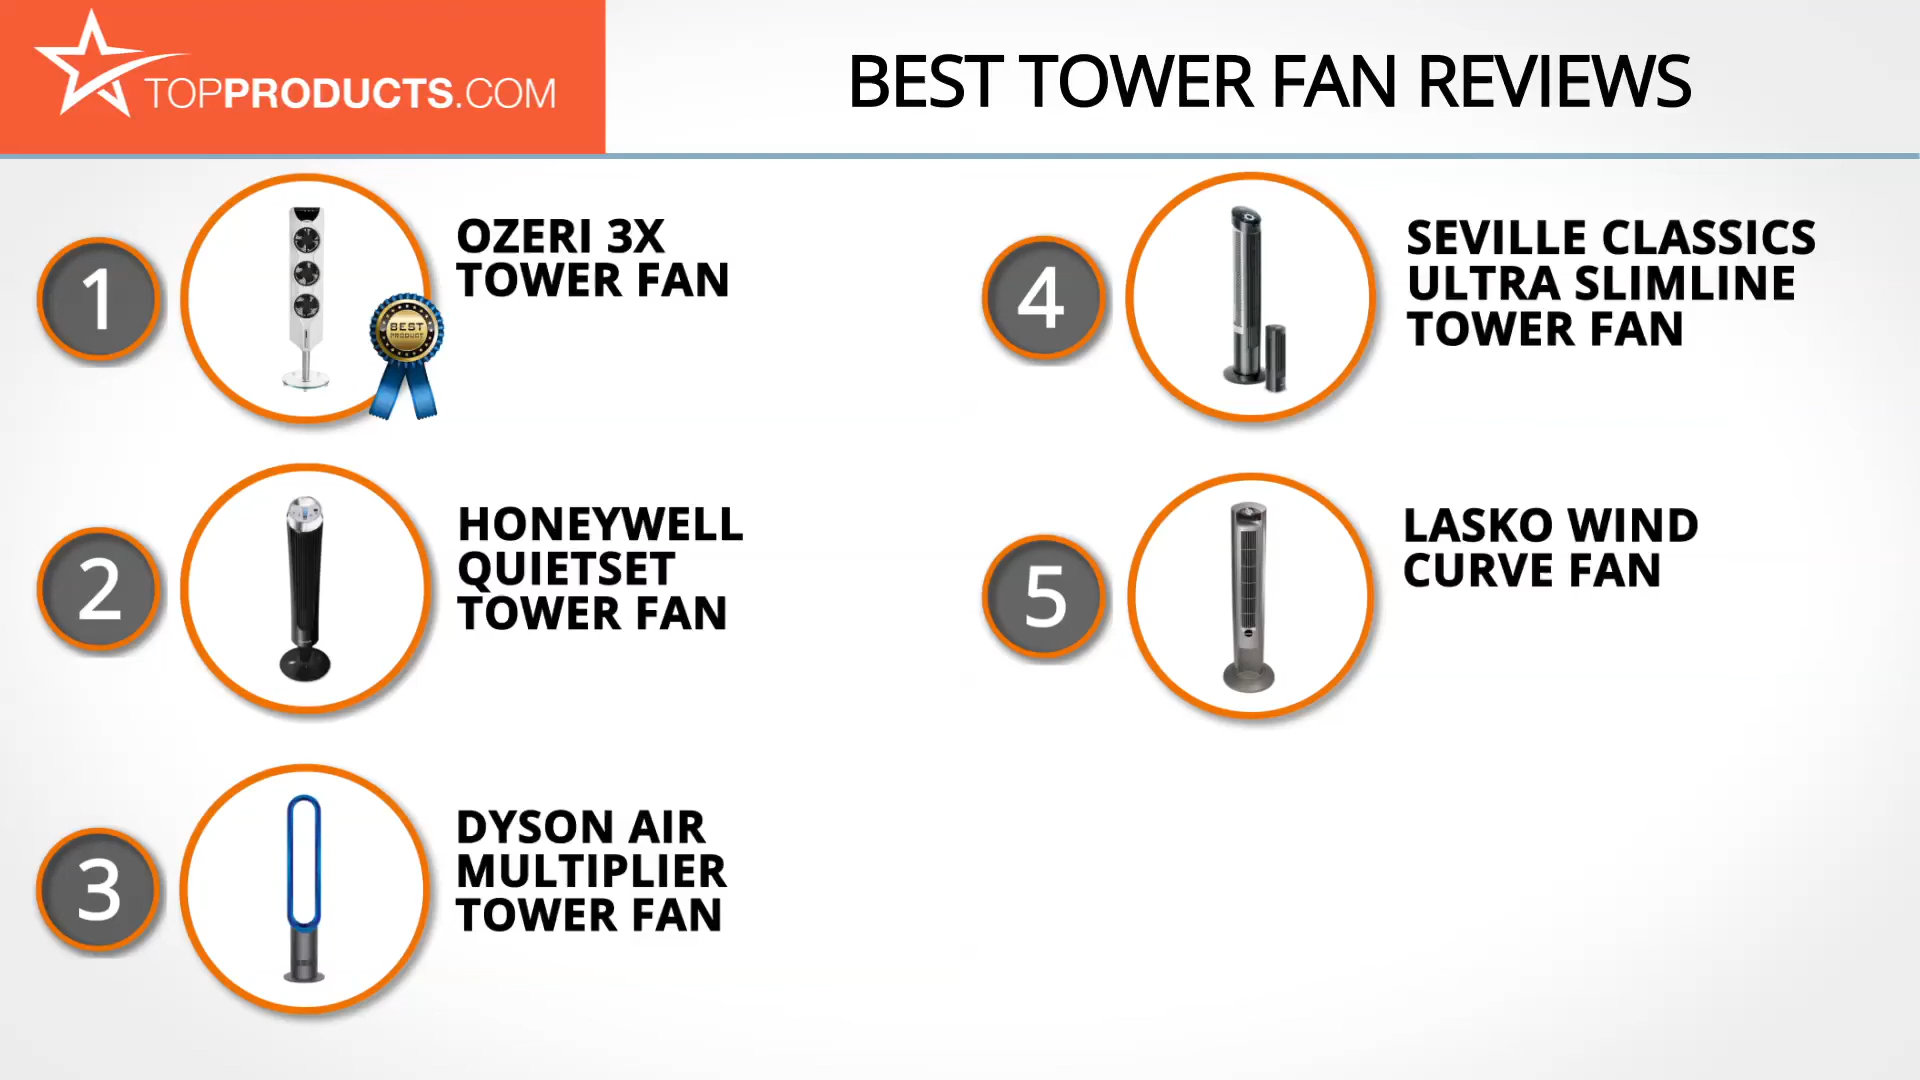 TOPPRODUCTS.COM
BEST TOWER FAN REVIEWS
1
OZERI 3X
TOWER FAN
BEST
PRODUCT
2
HONEYWELL
QUIETSET
TOWER FAN
3
DYSON AIR
MULTIPLIER
TOWER FAN
4
SEVILLE CLASSICS
ULTRA SLIMLINE
TOWER FAN
5
LASKO WIND
CURVE FAN